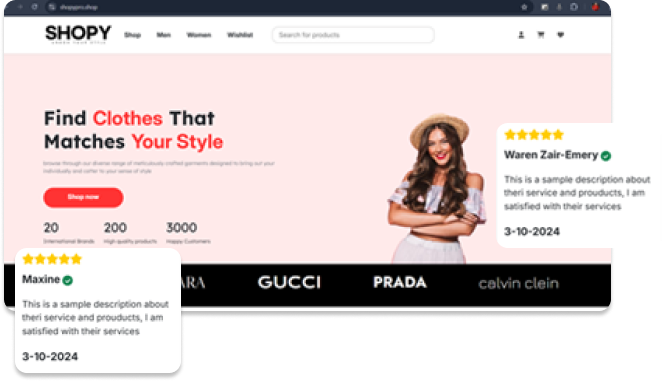 shopypro.shop
SHOPY
UNDER YOUR STYLE
Shop
Men
Women
Wishlist
Search for products
Find Clothes That
Matches Your Style
browse through our diverse range of meticulously crafted garments designed to bring out your
individuality and cater to your sense of style
Shop now
20
International Brands
200
High quality products
3000
Happy Customers
Waren Zair-Emery
This is a sample description about
theri service and prouducts, I am
satisfied with their services
3-10-2024
GUCCI
PRADA
calvin clein
Maxine
This is a sample description about
theri service and prouducts, I am
satisfied with their services
3-10-2024